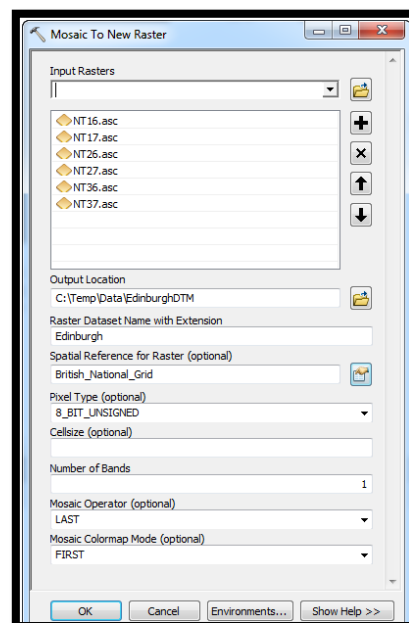 Mosaic To New Raster
Input Rasters
NT16.asc
NT17.asc
NT26.asc
NT27.asc
NT36.asc
NT37.asc
Output Location
C:\Temp\Data\EdinburghDTM
Raster Dataset Name with Extension
Edinburgh
Spatial Reference for Raster (optional)
British_National_Grid
Pixel Type (optional)
8_BIT_UNSIGNED
Cellsize (optional)
Number of Bands
1
Mosaic Operator (optional)
LAST
Mosaic Colormap Mode (optional)
FIRST
OK Cancel Environments... Show Help >>